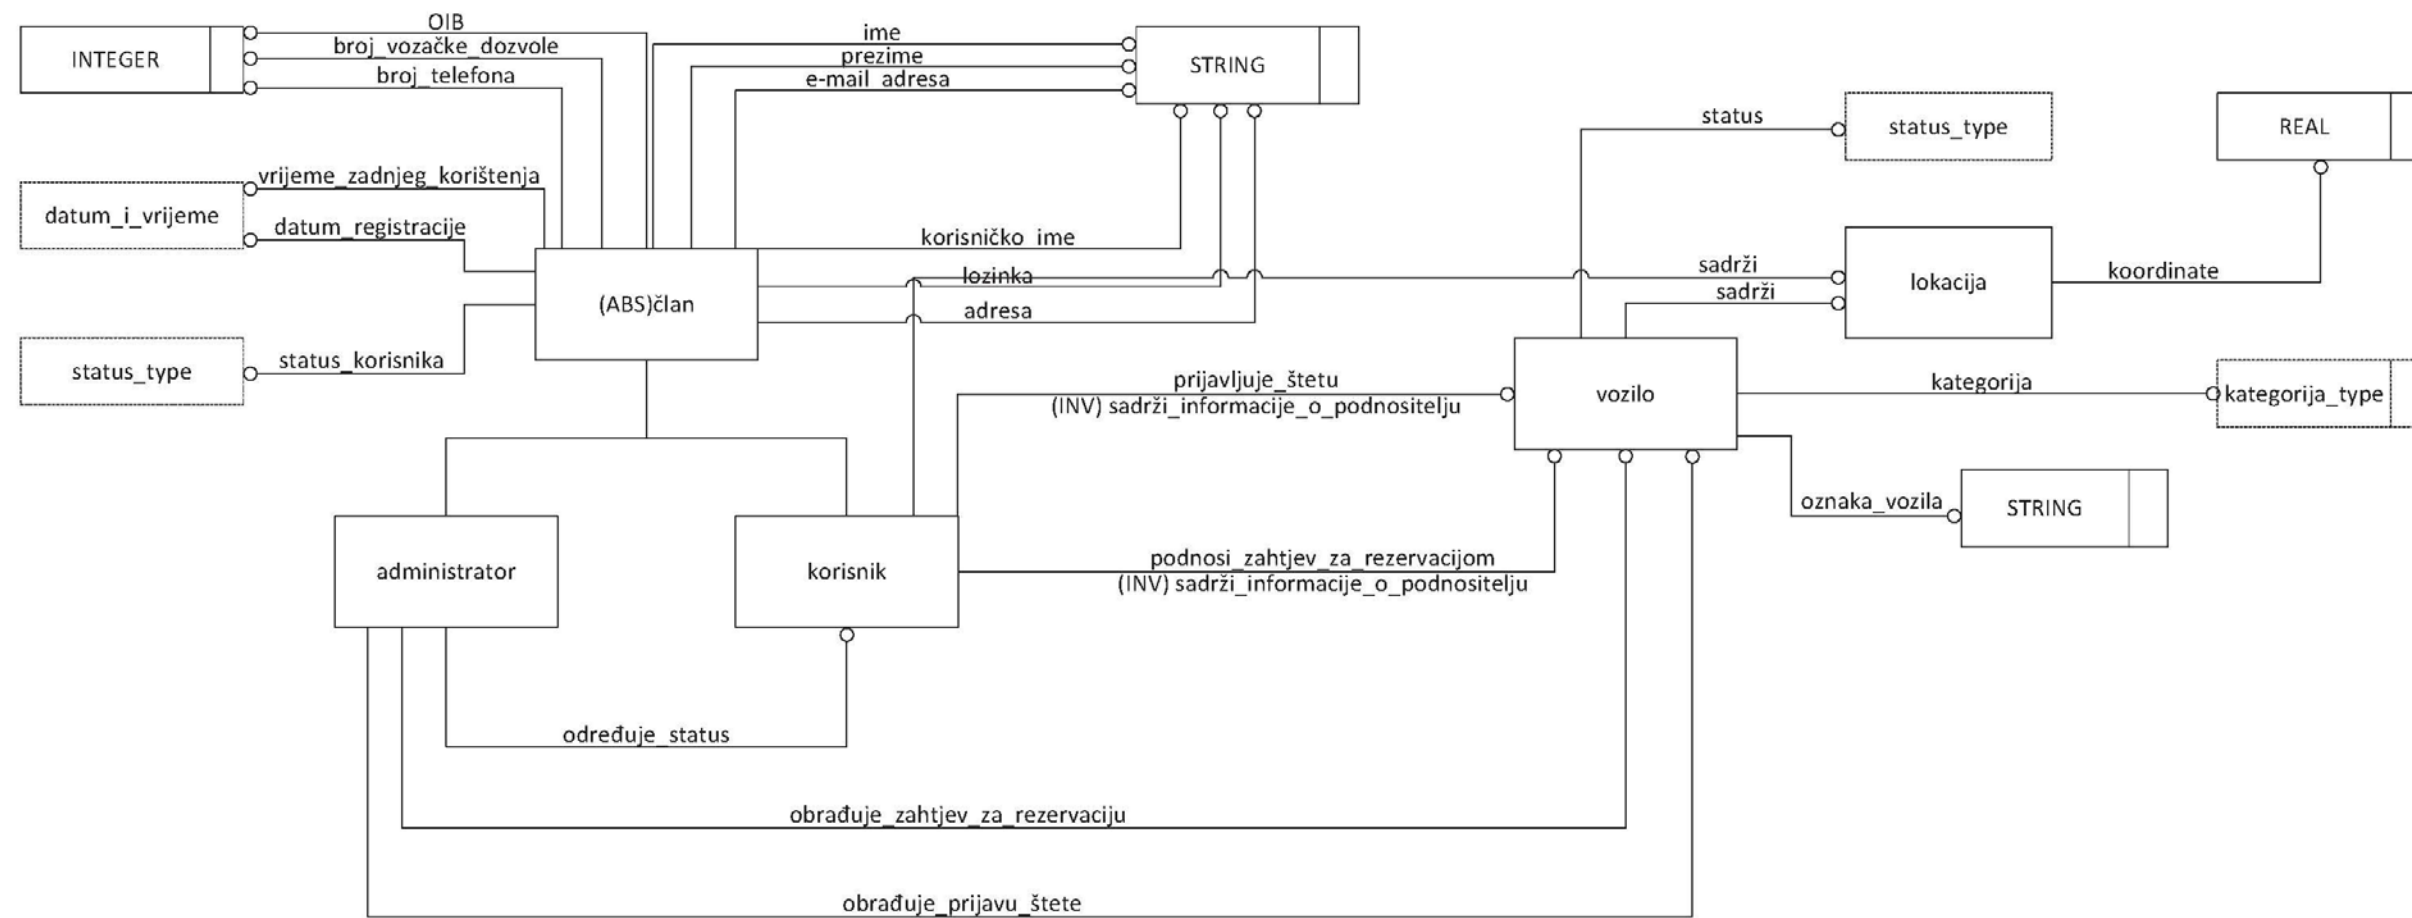 OIB
INTEGER
broj_vozačke_dozvole
broj_telefona
ime
prezime
e-mail_adresa
STRING
status
status_type
REAL
vrijeme_zadnjeg_korištenja
datum_i_vrijeme
datum_registracije
korisničko_ime
lozinka
adresa
(ABS)član
sadrži
sadrži
lokacija
koordinate
status_type
status_korisnika
prijavljuje_štetu
(INV) sadrži_informacije_o_podnositelju
vozilo
kategorija
kategorija_type
oznaka_vozila
STRING
administrator
korisnik
podnosi_zahtjev_za_rezervacijom
(INV) sadrži_informacije_o_podnositelju
određuje_status
obrađuje_zahtjev_za_rezervaciju
obrađuje_prijavu_štete